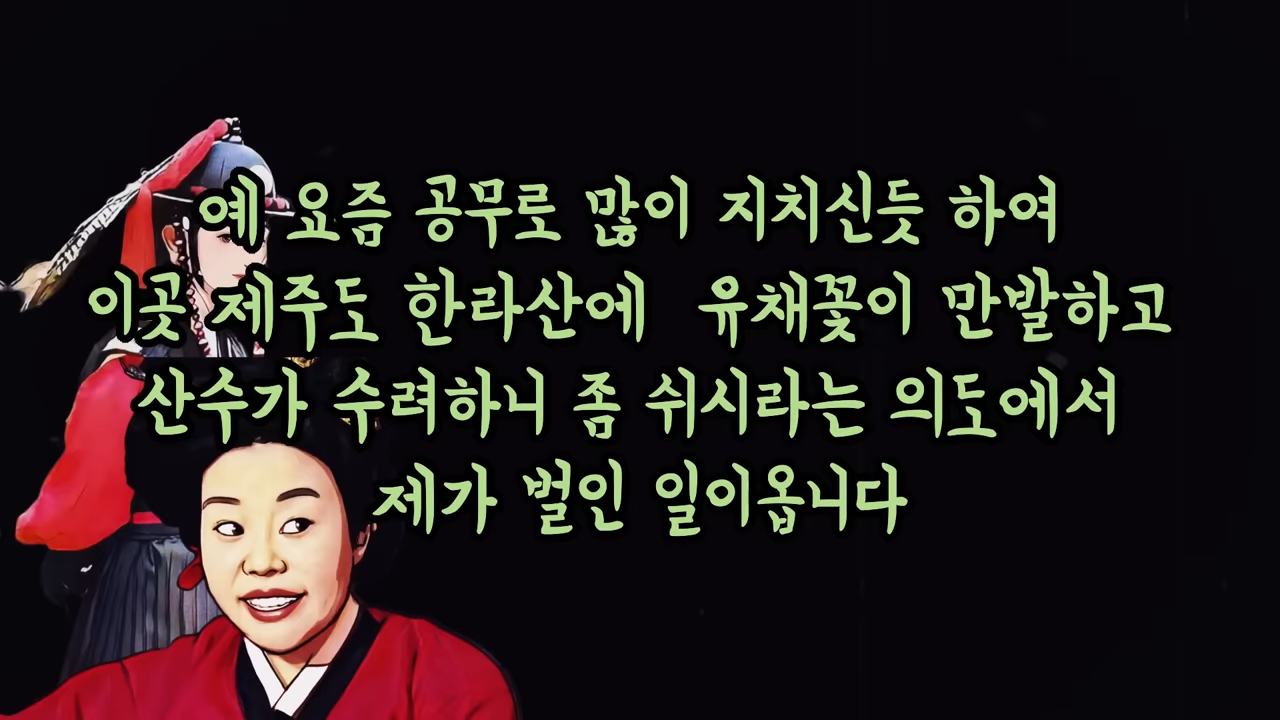 예 요즘 공무로 많이 지치신듯 하여
이곳 제주도 한라산에 유채꽃이 만발하고
산수가 수려하니 좀 쉬시라는 의도에서
제가 벌인 일이옵니다